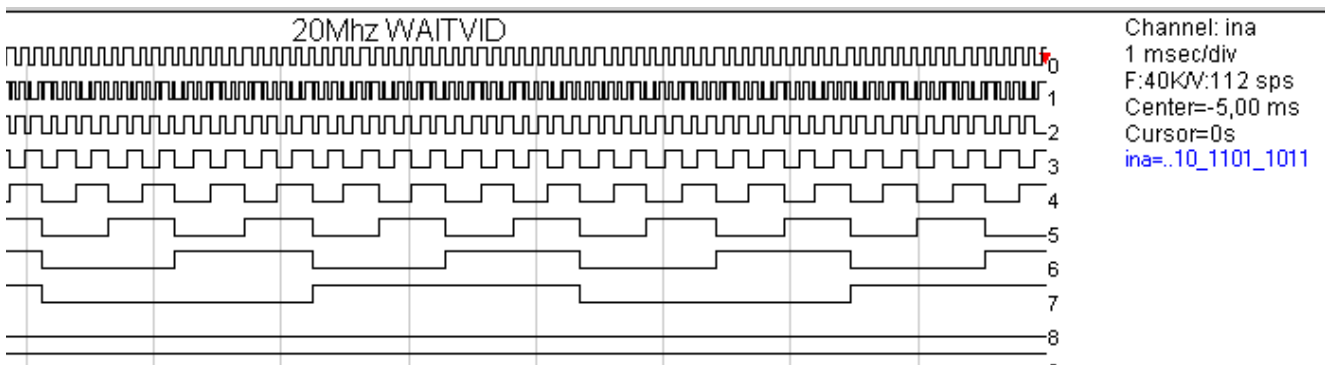 20Mhz WAITVID
Channel: ina
1 msec/div
F:40K/V:112 sps
Center=-5,00 ms
Cursor=0s
ina=..10_1101_1011
0
1
2
3
4
5
6
7
8